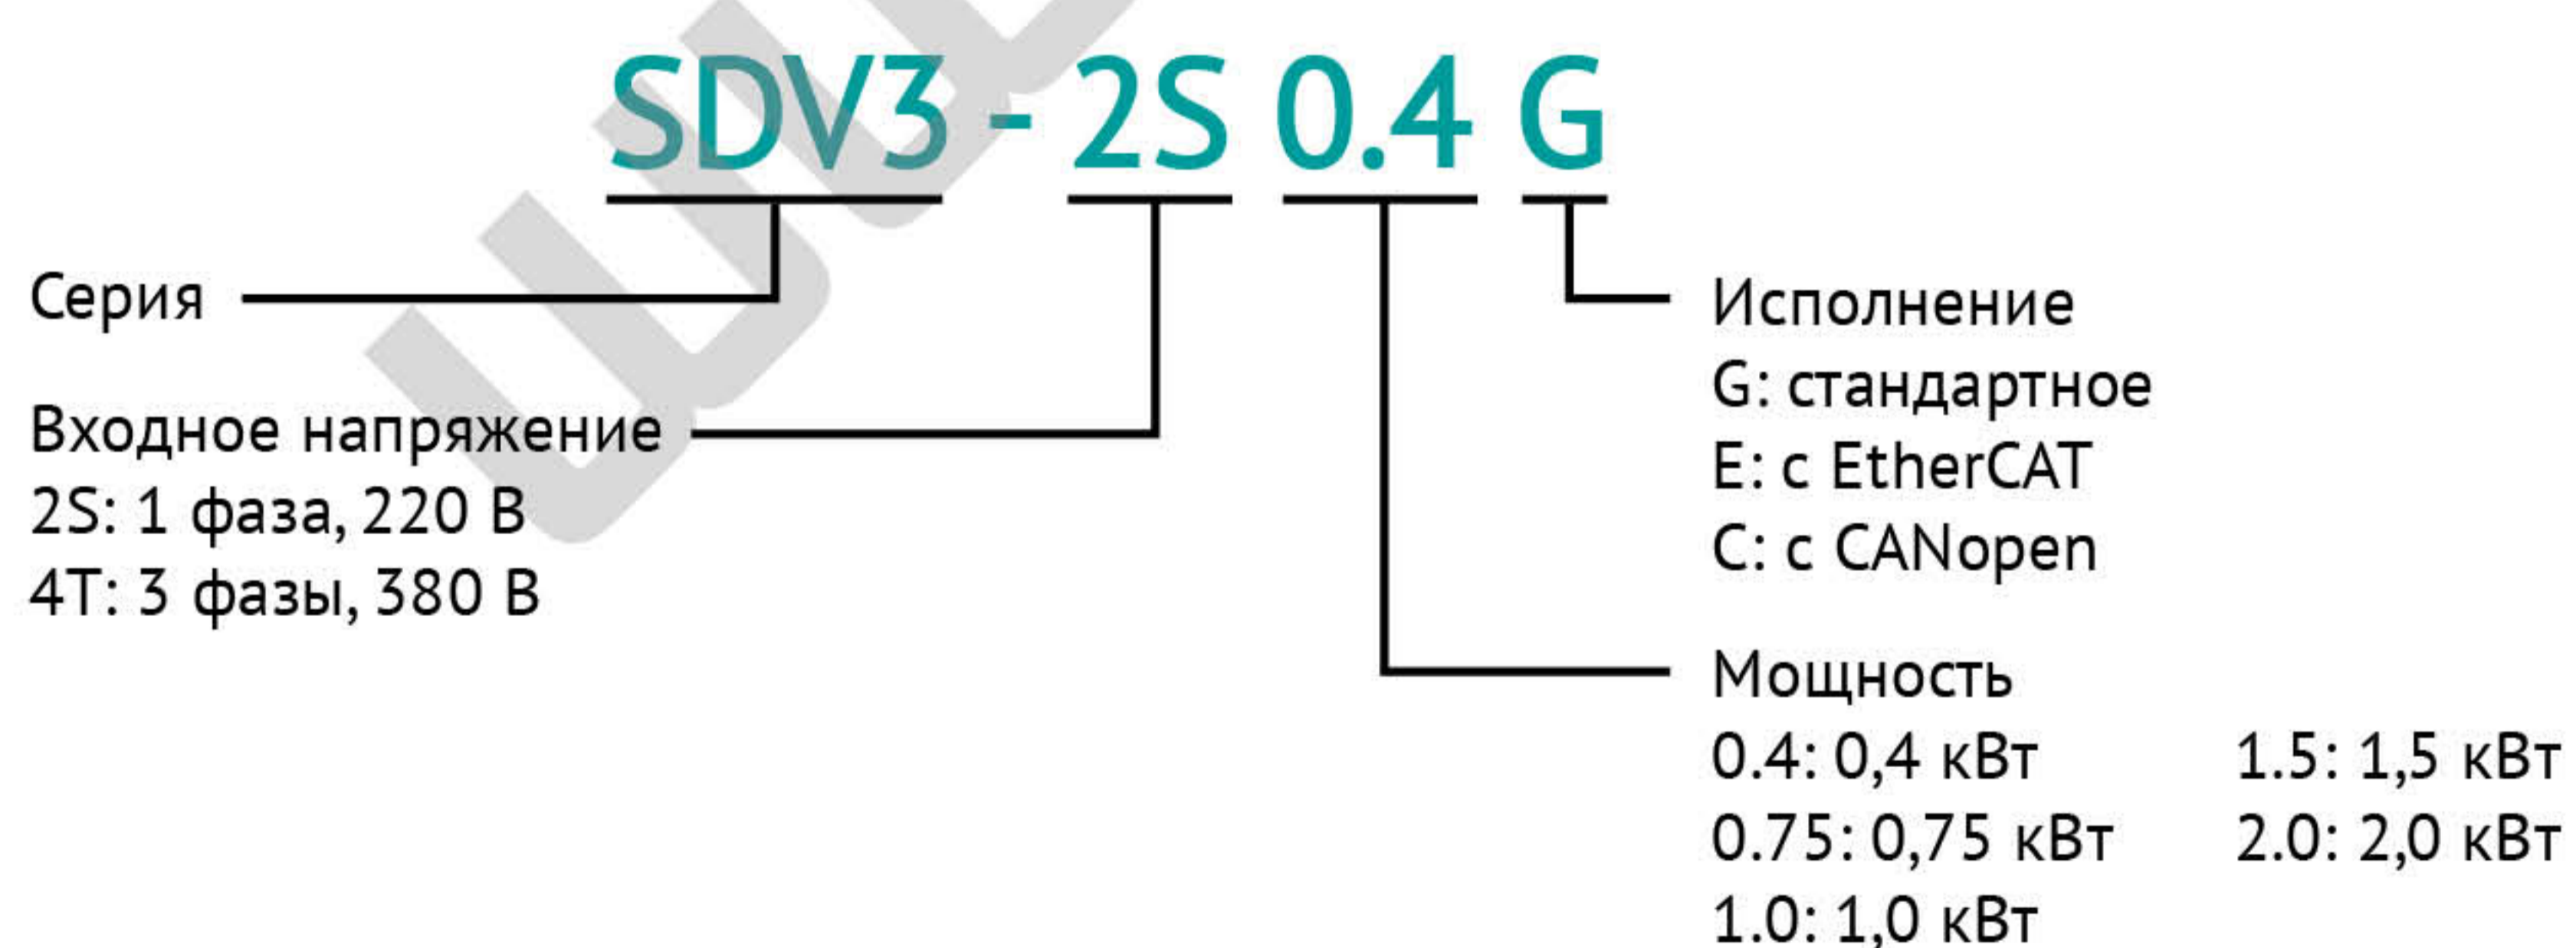 SDV3 - 2S 0.4 G
Серия
Входное напряжение
2S: 1 фаза, 220 В
4T: 3 фазы, 380 В
Исполнение
G: стандартное
E: с EtherCAT
C: с CANopen
Мощность
0.4: 0,4 кВт 1.5: 1,5 кВт
0.75: 0,75 кВт 2.0: 2,0 кВт
1.0: 1,0 кВт